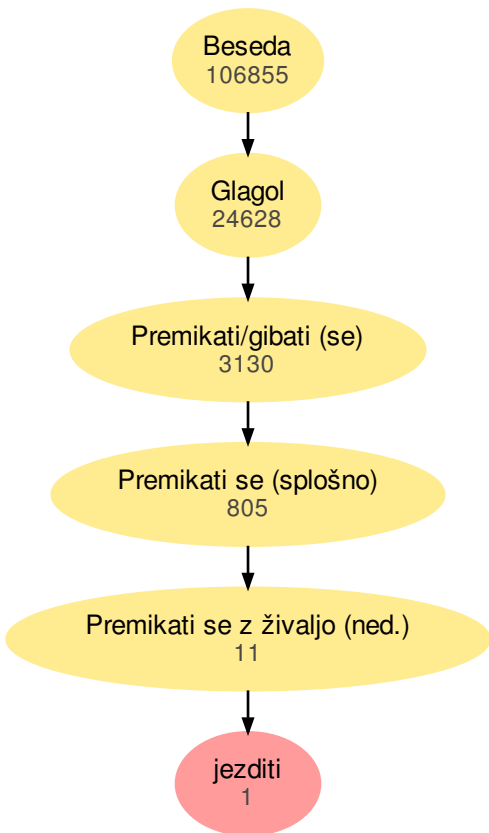 Beseda
106855
Glagol
24628
Premikati/gibati (se)
3130
Premikati se (splošno)
805
Premikati se z živaljo (ned.)
11
jezditi
1